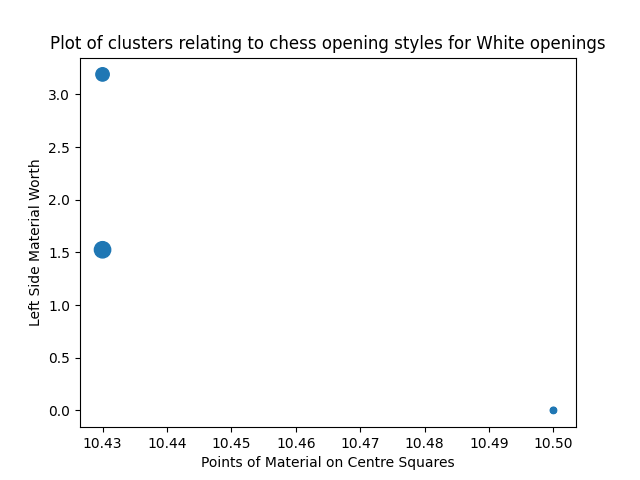 Plot of clusters relating to chess opening styles for White openings
3.0
2.5
2.0
1.5
1.0
0.5
0.0
Left Side Material Worth
10.43 10.44 10.45 10.46 10.47 10.48 10.49 10.50
Points of Material on Centre Squares